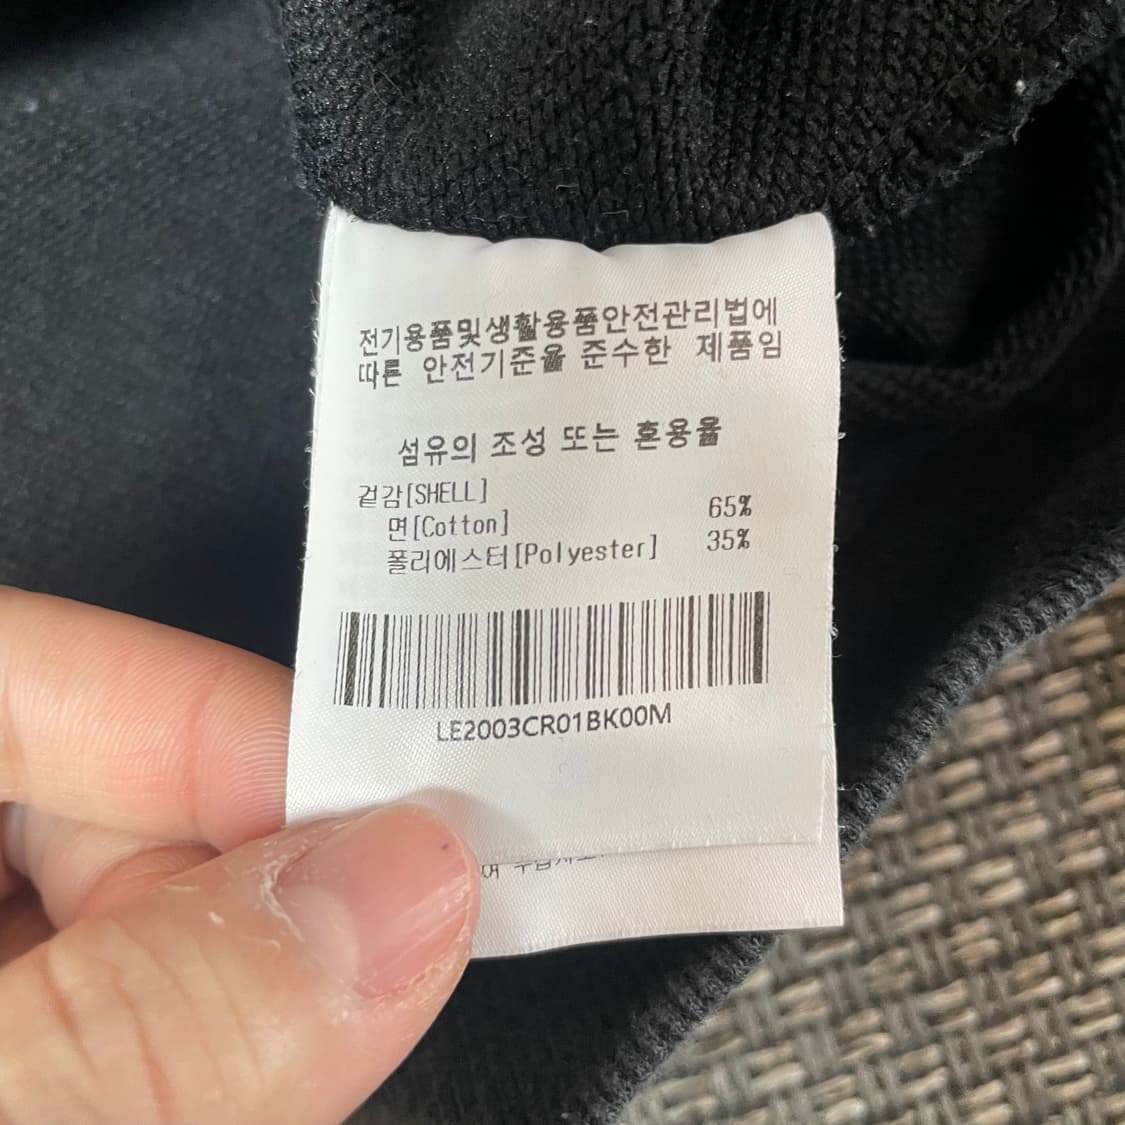 전기용품및생활용품안전관리법에
따른 안전기준을 준수한 제품임
섬유의 조성 또는 혼용율
겉감[SHELL]
면[Cotton] 65%
폴리에스터[Polyester] 35%
LE2003CR01BK00M